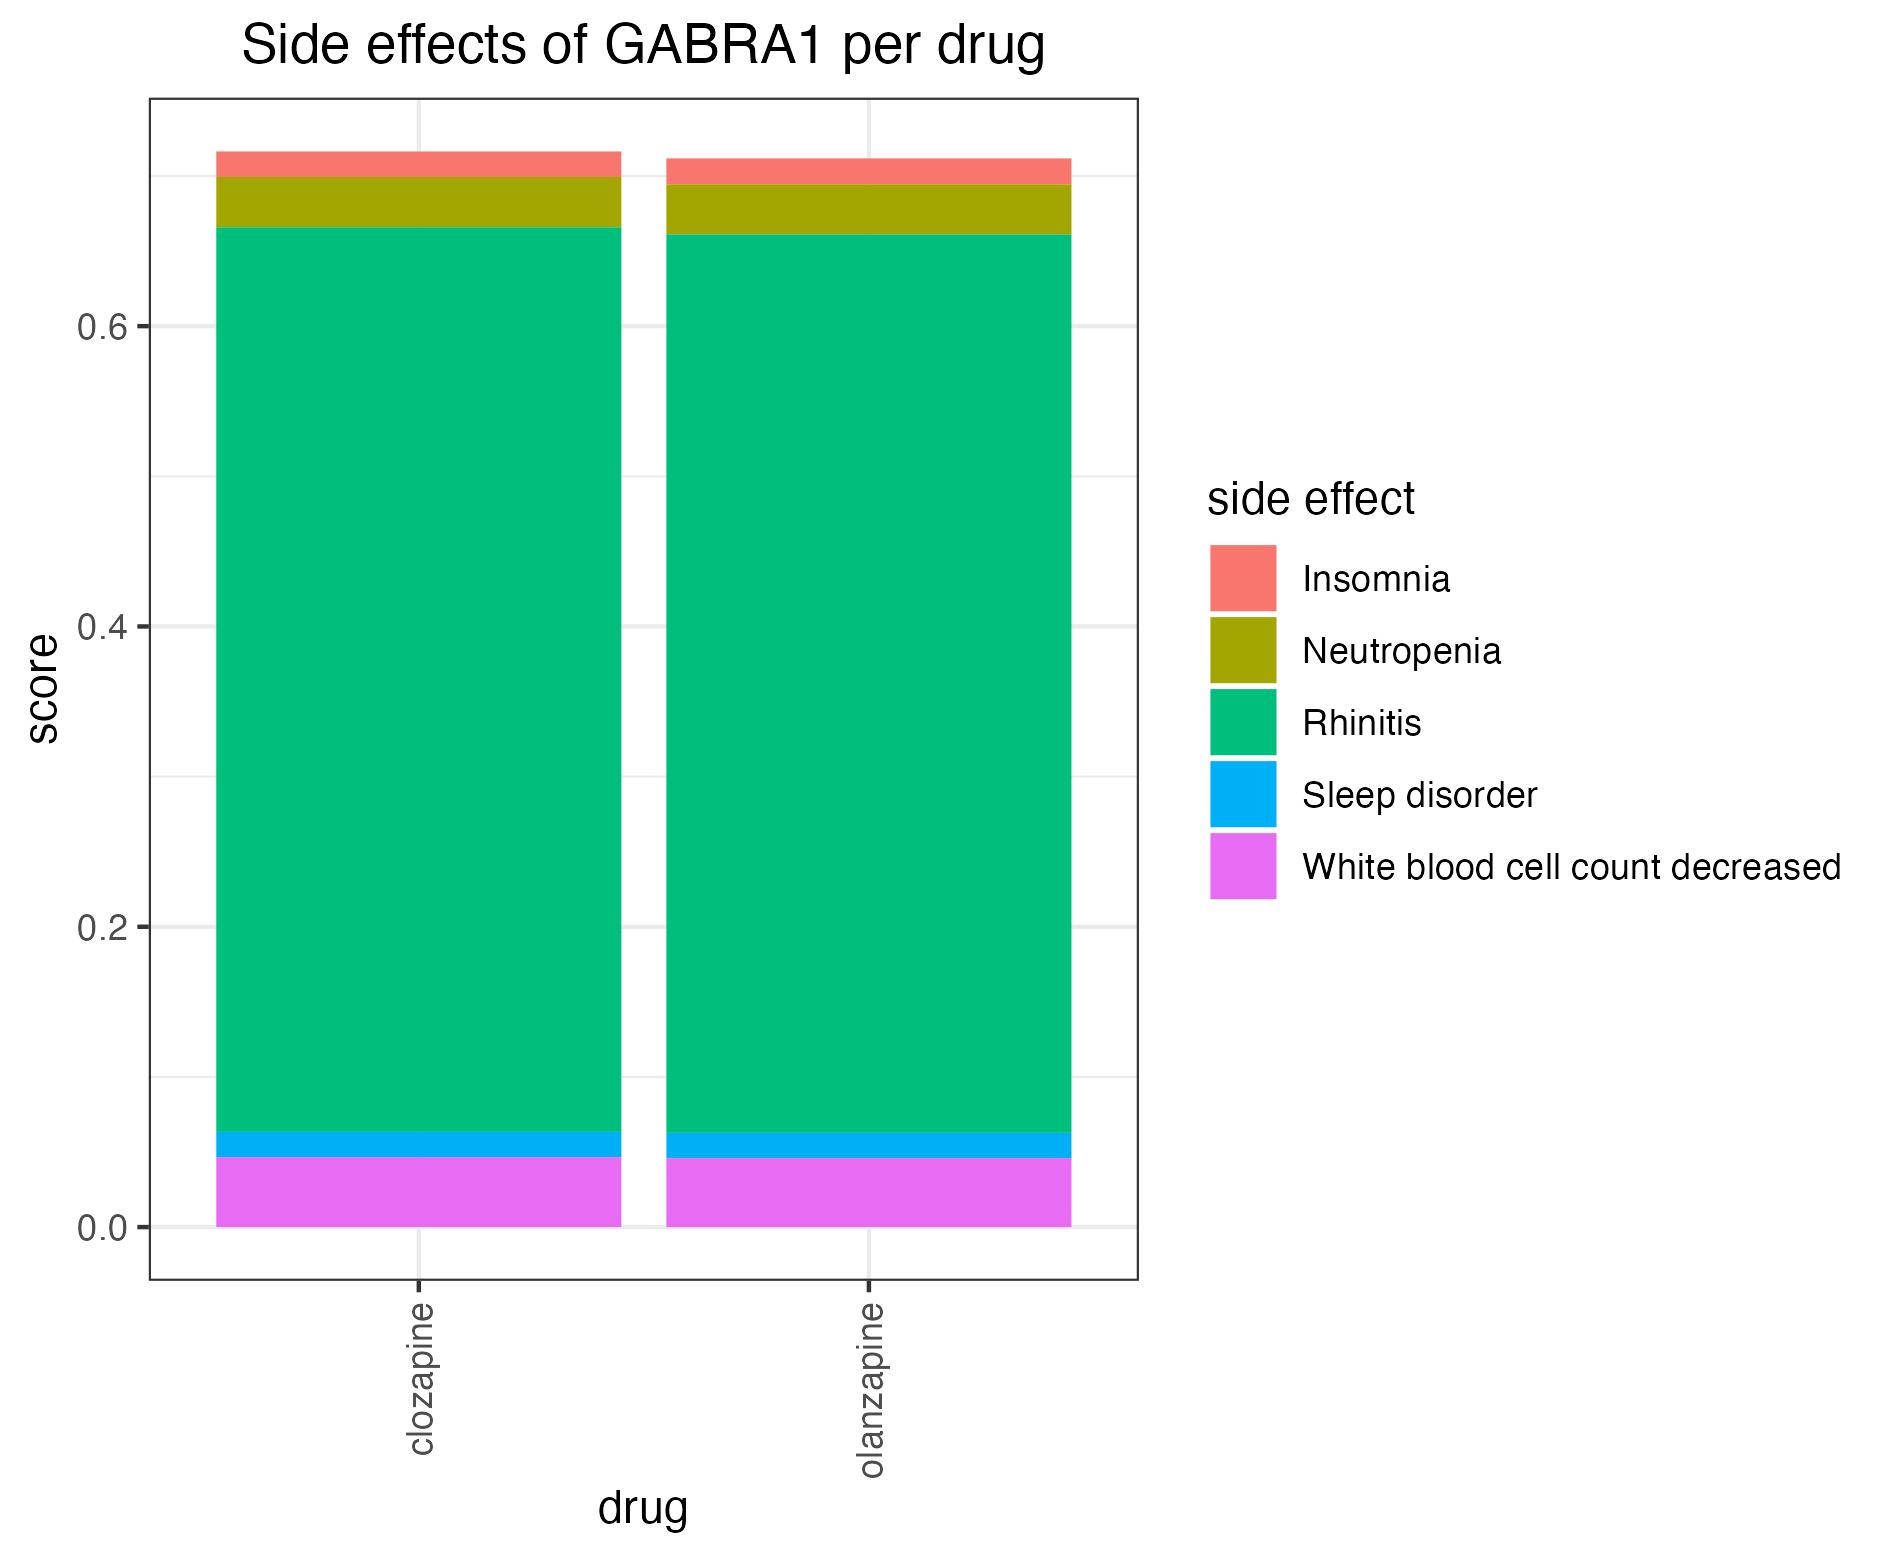 Side effects of GABRA1 per drug
score
0.6
0.4
0.2
0.0
clozapine
olanzapine
drug
side effect
Insomnia
Neutropenia
Rhinitis
Sleep disorder
White blood cell count decreased